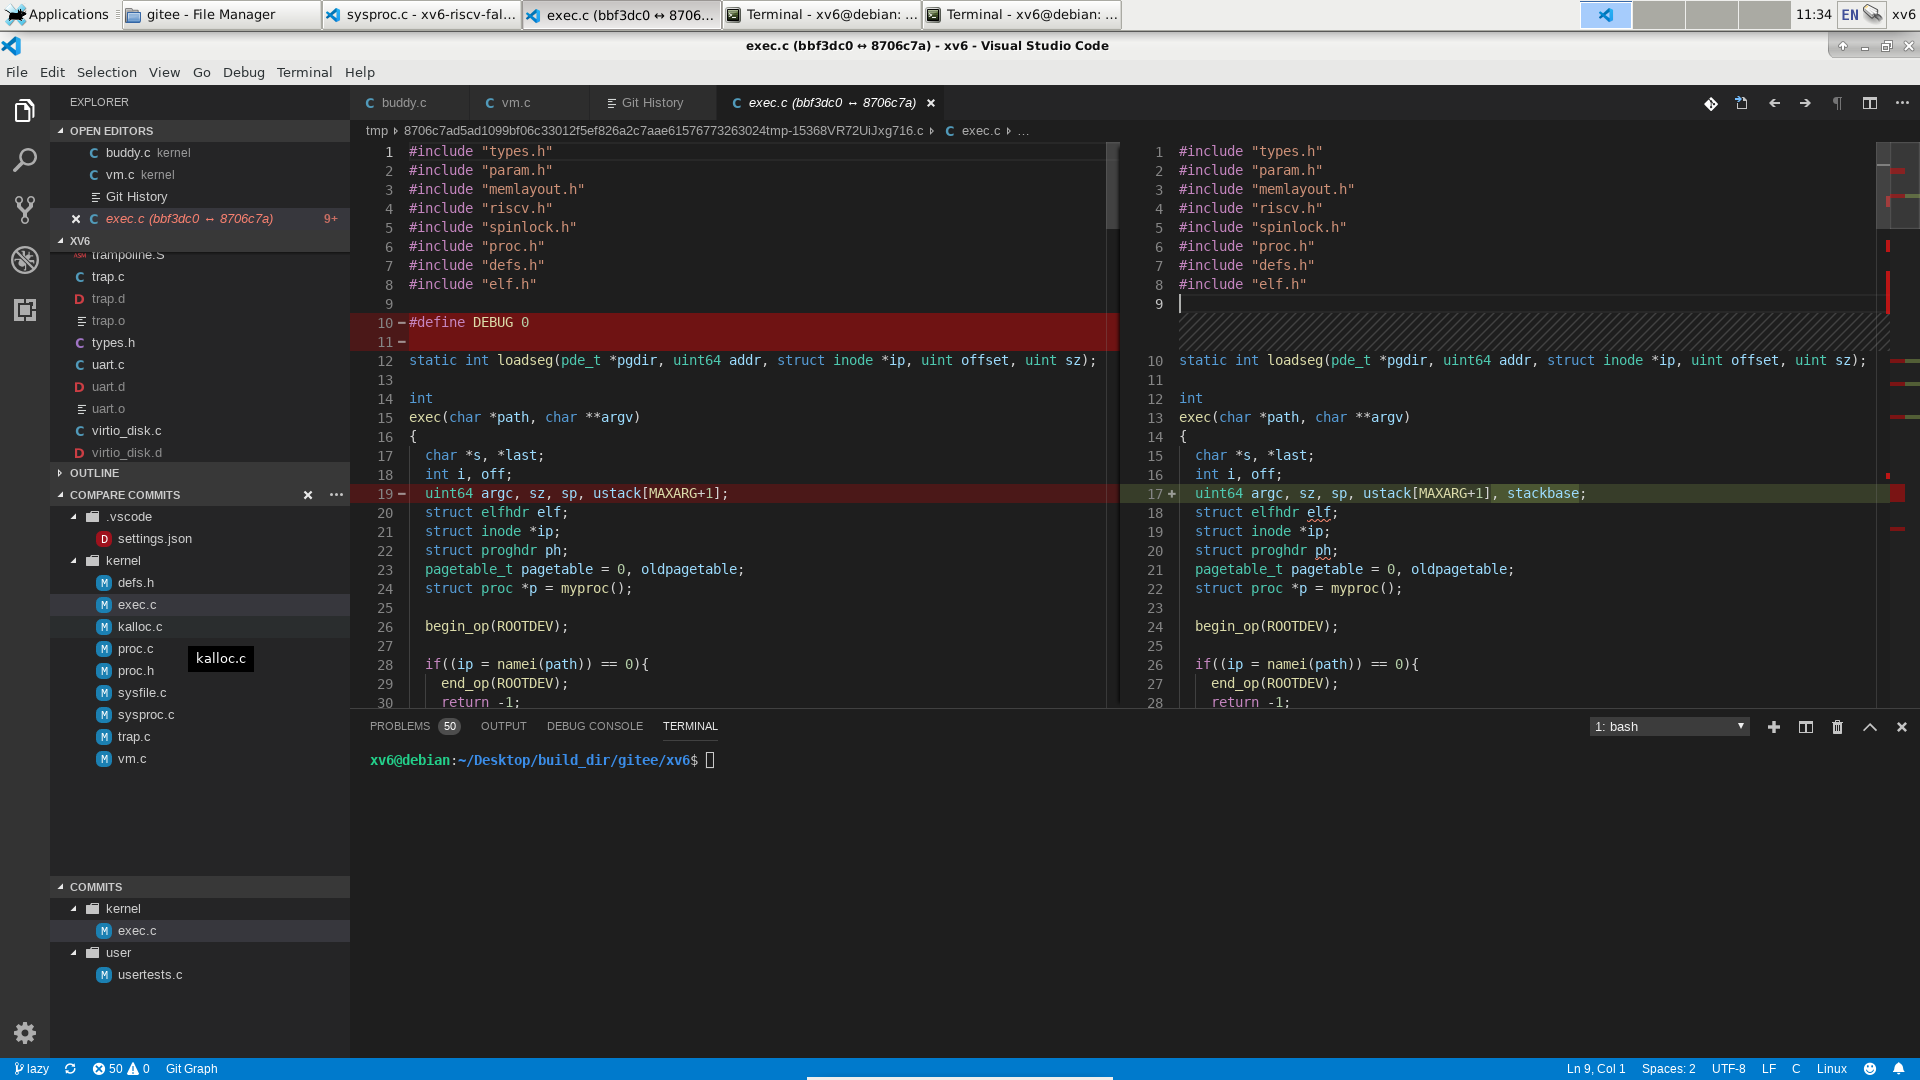 Applications
gitee - File Manager
sysproc.c - xv6-riscv-fal...
exec.c (bbf3dc0 ↔ 8706...
Terminal - xv6@debian: ...
Terminal - xv6@debian: ...
11:34
EN
xv6
exec.c (bbf3dc0 ↔ 8706c7a) - xv6 - Visual Studio Code
File Edit Selection View Go Debug Terminal Help
EXPLORER
OPEN EDITORS
buddy.c kernel
vm.c kernel
Git History
exec.c (bbf3dc0 ↔ 8706c7a) 9+
XV6
trampoline.S
trap.c
trap.d
trap.o
types.h
uart.c
uart.d
uart.o
virtio_disk.c
virtio_disk.d
OUTLINE
COMPARE COMMITS
.vscode
settings.json
kernel
defs.h
exec.c
kalloc.c
proc.c
kalloc.c
proc.h
sysfile.c
sysproc.c
trap.c
vm.c
COMMITS
kernel
exec.c
user
usertests.c
buddy.c
vm.c
Git History
exec.c (bbf3dc0 ↔ 8706c7a)
tmp 8706c7ad5ad1099bf06c33012f5ef826a2c7aae61576773263024tmp-15368VR72UiJxg716.c exec.c ...
1 #include "types.h"
2 #include "param.h"
3 #include "memlayout.h"
4 #include "riscv.h"
5 #include "spinlock.h"
6 #include "proc.h"
7 #include "defs.h"
8 #include "elf.h"
9
10 − #define DEBUG 0
11 −
12 static int loadseg(pde_t *pgdir, uint64 addr, struct inode *ip, uint offset, uint sz);
13
14 int
15 exec(char *path, char **argv)
16 {
17 char *s, *last;
18 int i, off;
19 − uint64 argc, sz, sp, ustack[MAXARG+1];
20 struct elfhdr elf;
21 struct inode *ip;
22 struct proghdr ph;
23 pagetable_t pagetable = 0, oldpagetable;
24 struct proc *p = myproc();
25
26 begin_op(ROOTDEV);
27
28 if((ip = namei(path)) == 0){
29 end_op(ROOTDEV);
30 return -1;
1 #include "types.h"
2 #include "param.h"
3 #include "memlayout.h"
4 #include "riscv.h"
5 #include "spinlock.h"
6 #include "proc.h"
7 #include "defs.h"
8 #include "elf.h"
9
10 static int loadseg(pde_t *pgdir, uint64 addr, struct inode *ip, uint offset, uint sz);
11
12 int
13 exec(char *path, char **argv)
14 {
15 char *s, *last;
16 int i, off;
17 + uint64 argc, sz, sp, ustack[MAXARG+1], stackbase;
18 struct elfhdr elf;
19 struct inode *ip;
20 struct proghdr ph;
21 pagetable_t pagetable = 0, oldpagetable;
22 struct proc *p = myproc();
23
24 begin_op(ROOTDEV);
25
26 if((ip = namei(path)) == 0){
27 end_op(ROOTDEV);
28 return -1;
PROBLEMS 50 OUTPUT DEBUG CONSOLE TERMINAL
1: bash
xv6@debian:~/Desktop/build_dir/gitee/xv6$
lazy 50 0 Git Graph
Ln 9, Col 1 Spaces: 2 UTF-8 LF C Linux